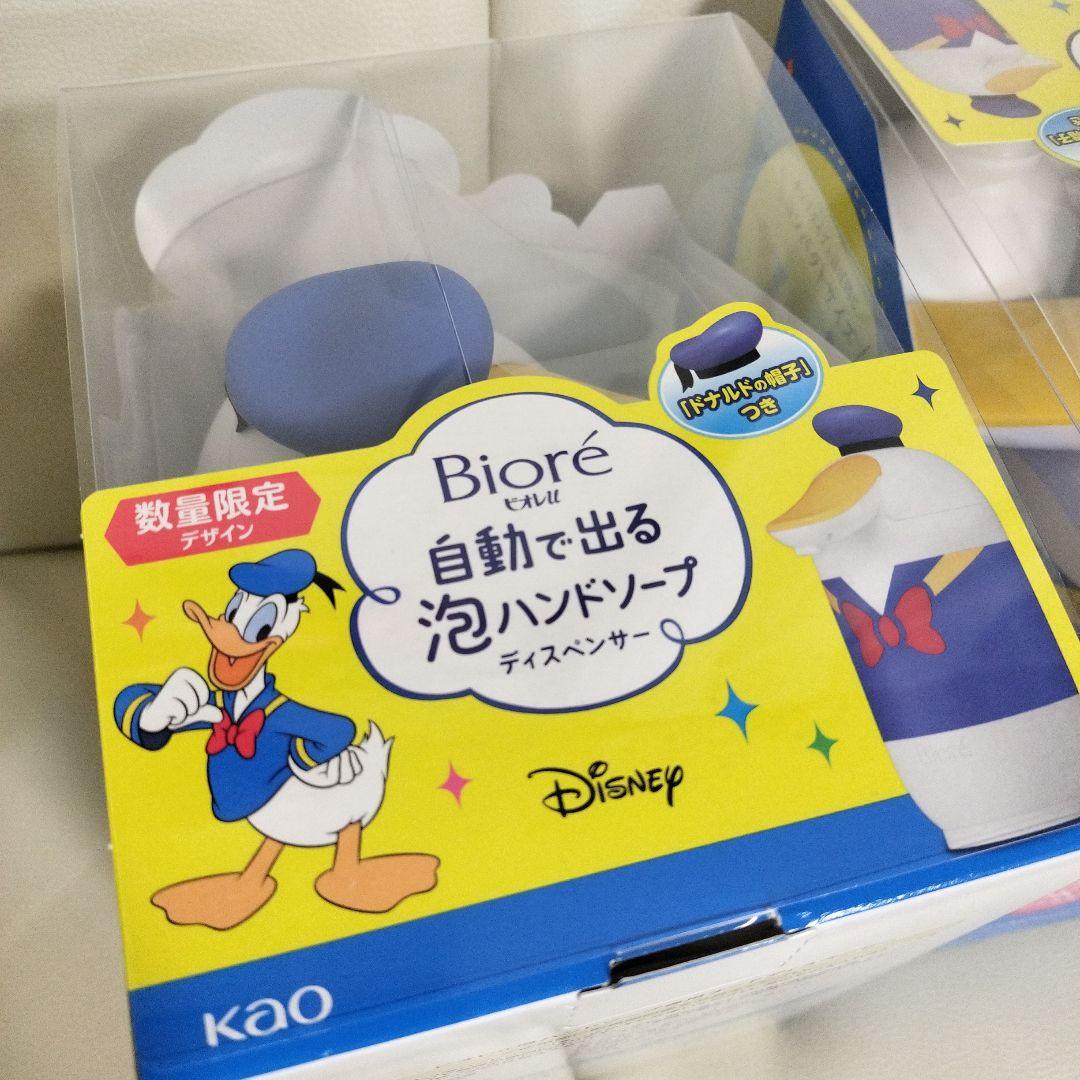 数量限定
デザイン
Bioré
ビオレu
自動で出る
泡ハンドソープ
ディスペンサー
「ドナルドの帽子」
つき
Disney
Kao